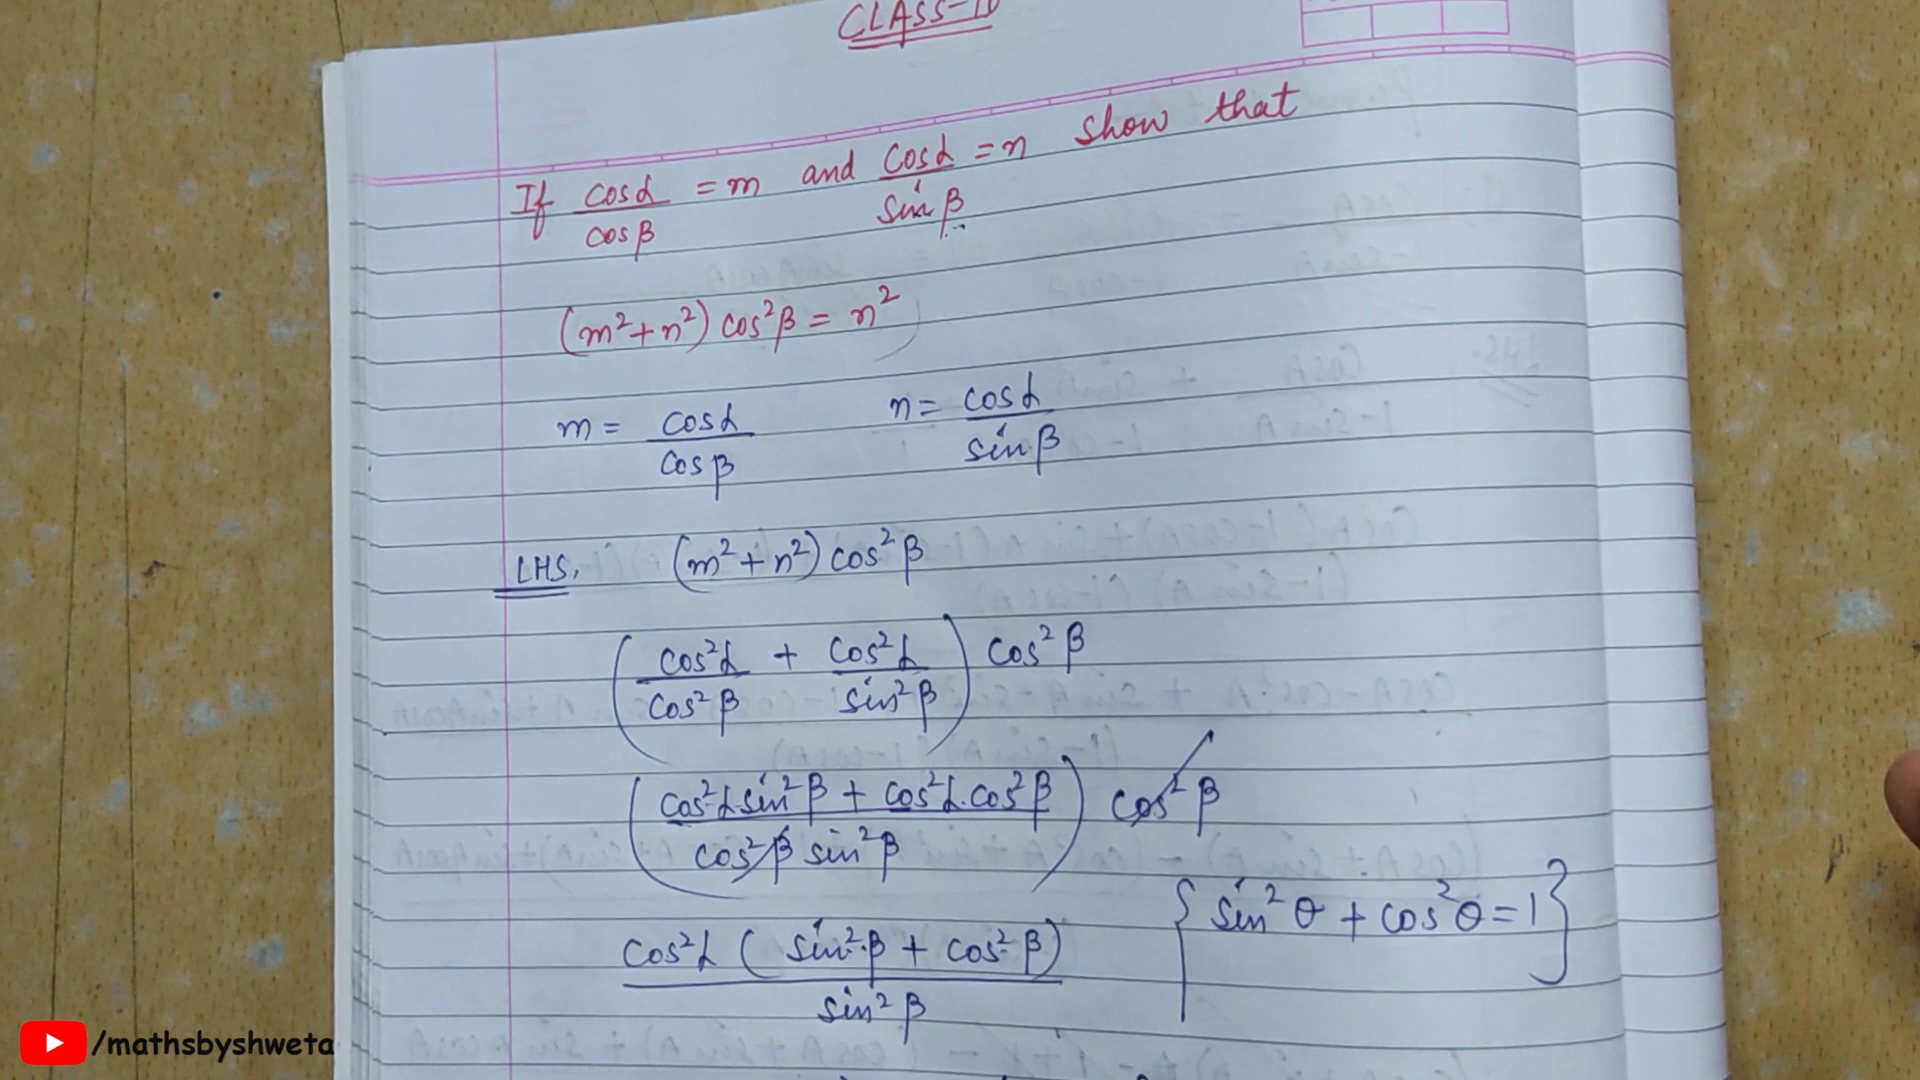 CLASS-10
If cosα/cosβ = m and cosα/sinβ = n show that
(m²+n²) cos²β = n²
m = cosα/cosβ n = cosα/sinβ
LHS, (m²+n²) cos²β
(cos²α/cos²β + cos²α/sin²β) cos²β
(cos²α sin²β + cos²α.cos²β / cos²β sin²β) cos²β
cos²α (sin²β + cos²β) / sin²β {sin²θ + cos²θ = 1}
/mathsbyshweta